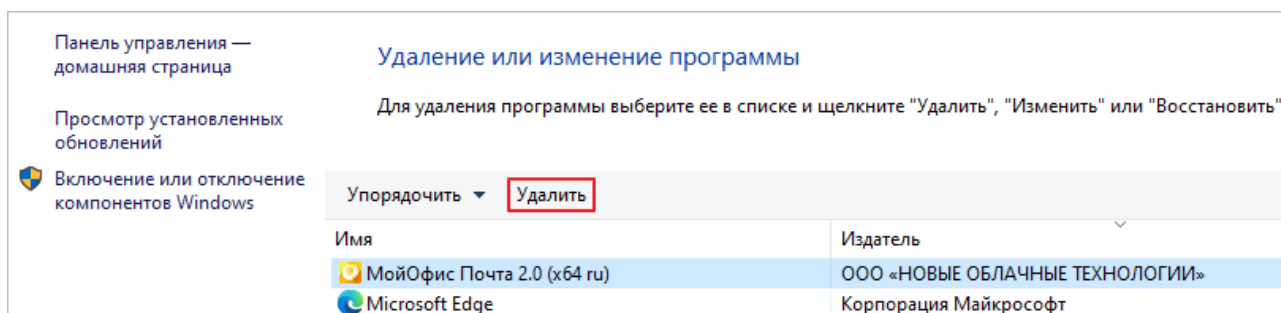 Панель управления —
домашняя страница
Просмотр установленных
обновлений
Включение или отключение
компонентов Windows
Удаление или изменение программы
Для удаления программы выберите ее в списке и щелкните "Удалить", "Изменить" или "Восстановить"
Упорядочить Удалить
Имя Издатель
МойОфис Почта 2.0 (x64 ru) ООО «НОВЫЕ ОБЛАЧНЫЕ ТЕХНОЛОГИИ»
Microsoft Edge Корпорация Майкрософт